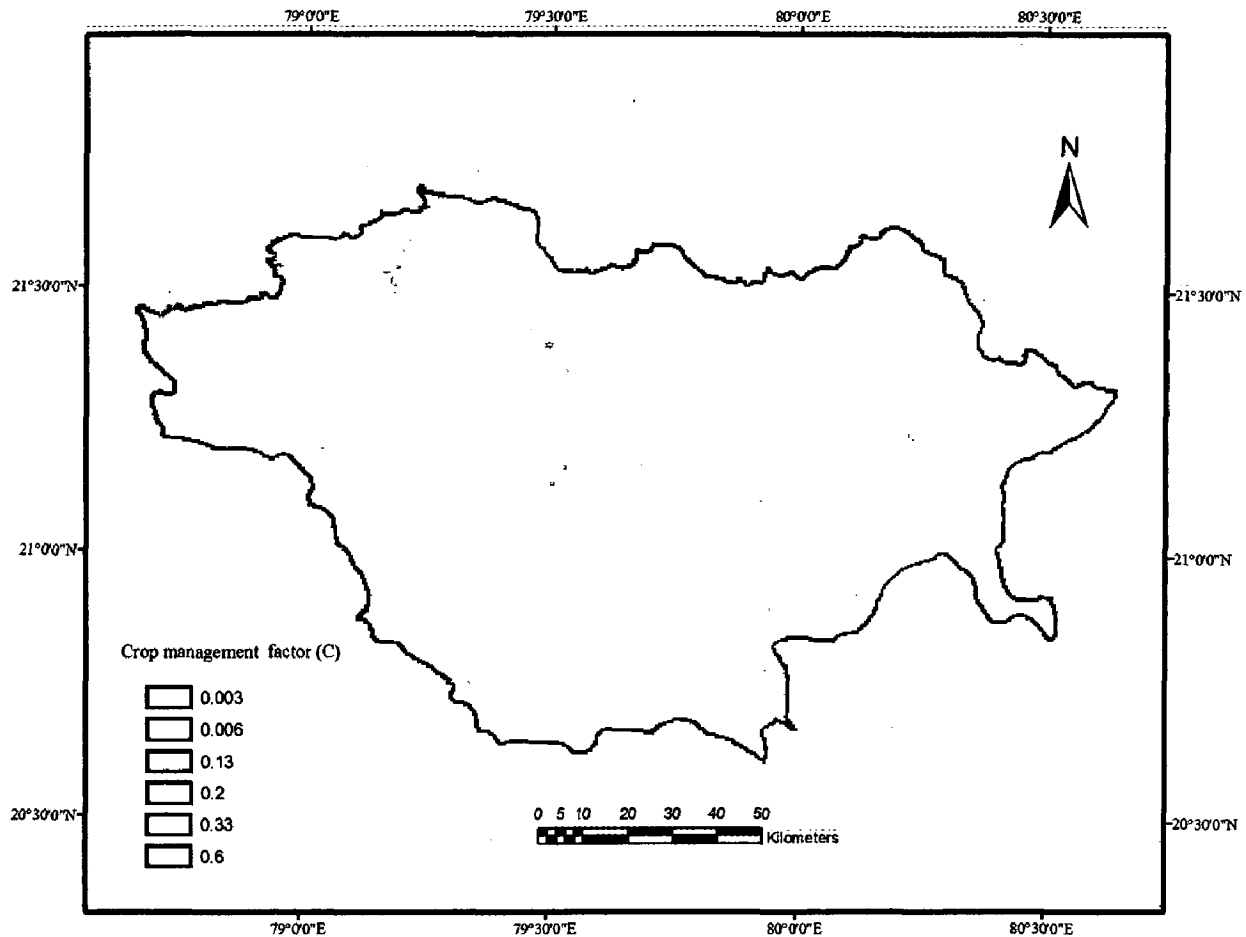 79°0'0"E 79°30'0"E 80°0'0"E 80°30'0"E
N
21°30'0"N 21°30'0"N
21°0'0"N 21°0'0"N
Crop management factor (C)
0.003
0.006
0.13
0.2
0.33
0.6
0 5 10 20 30 40 50
Kilometers
20°30'0"N 20°30'0"N
79°0'0"E 79°30'0"E 80°0'0"E 80°30'0"E